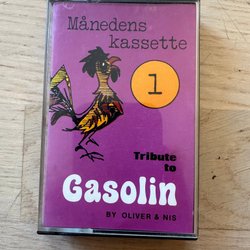 Månedens
kassette
1
Tribute
to
Gasolin
BY OLIVER & NIS